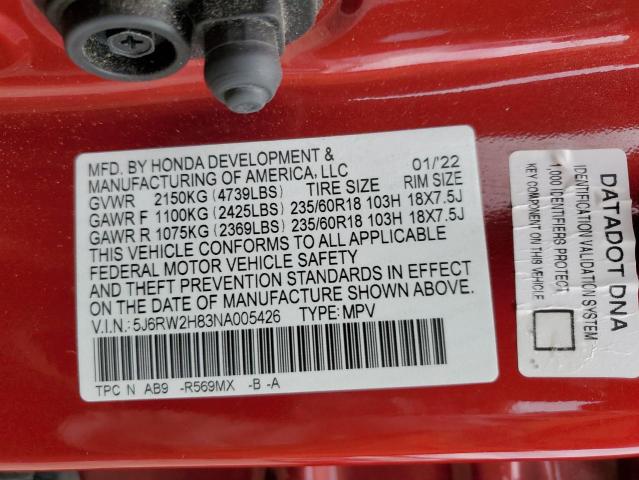 MFD. BY HONDA DEVELOPMENT &
MANUFACTURING OF AMERICA, LLC 01/'22
GVWR 2150KG (4739LBS) TIRE SIZE RIM SIZE
GAWR F 1100KG (2425LBS) 235/60R18 103H 18X7.5J
GAWR R 1075KG (2369LBS) 235/60R18 103H 18X7.5J
THIS VEHICLE CONFORMS TO ALL APPLICABLE
FEDERAL MOTOR VEHICLE SAFETY
AND THEFT PREVENTION STANDARDS IN EFFECT
ON THE DATE OF MANUFACTURE SHOWN ABOVE.
V.I.N.: 5J6RW2H83NA005426 TYPE: MPV
TPC N AB9 -R569MX -B -A
DATADOT DNA
IDENTIFICATION VALIDATION SYSTEM
1,000 IDENTIFIERS PROTECT
KEY COMPONENT ON THIS VEHICLE